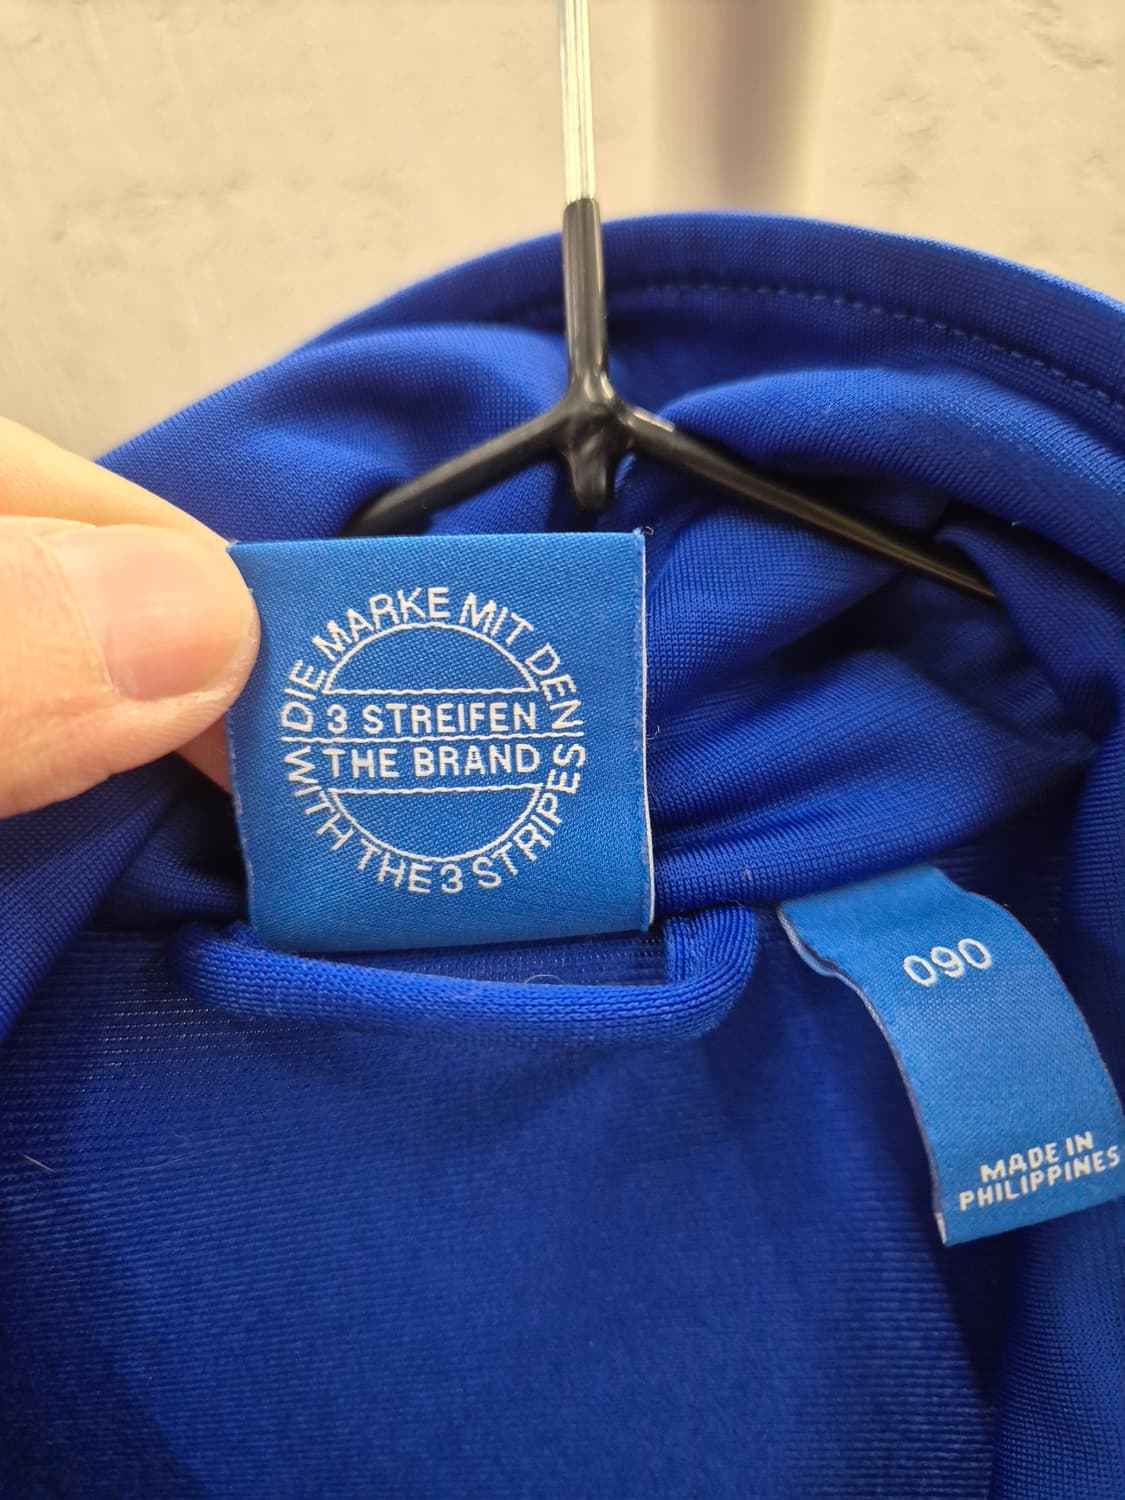 DIE MARKE MIT DEN
3 STREIFEN
THE BRAND
WITH THE 3 STRIPES
090
MADE IN
PHILIPPINES